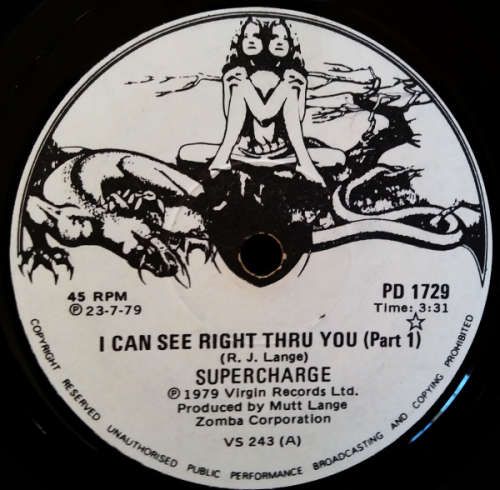 45 RPM
℗ 23-7-79
PD 1729
Time: 3:31
☆
I CAN SEE RIGHT THRU YOU (Part 1)
(R. J. Lange)
SUPERCHARGE
℗ 1979 Virgin Records Ltd.
Produced by Mutt Lange
Zomba Corporation
VS 243 (A)
COPYRIGHT RESERVED UNAUTHORISED PUBLIC PERFORMANCE BROADCASTING AND COPYING PROHIBITED